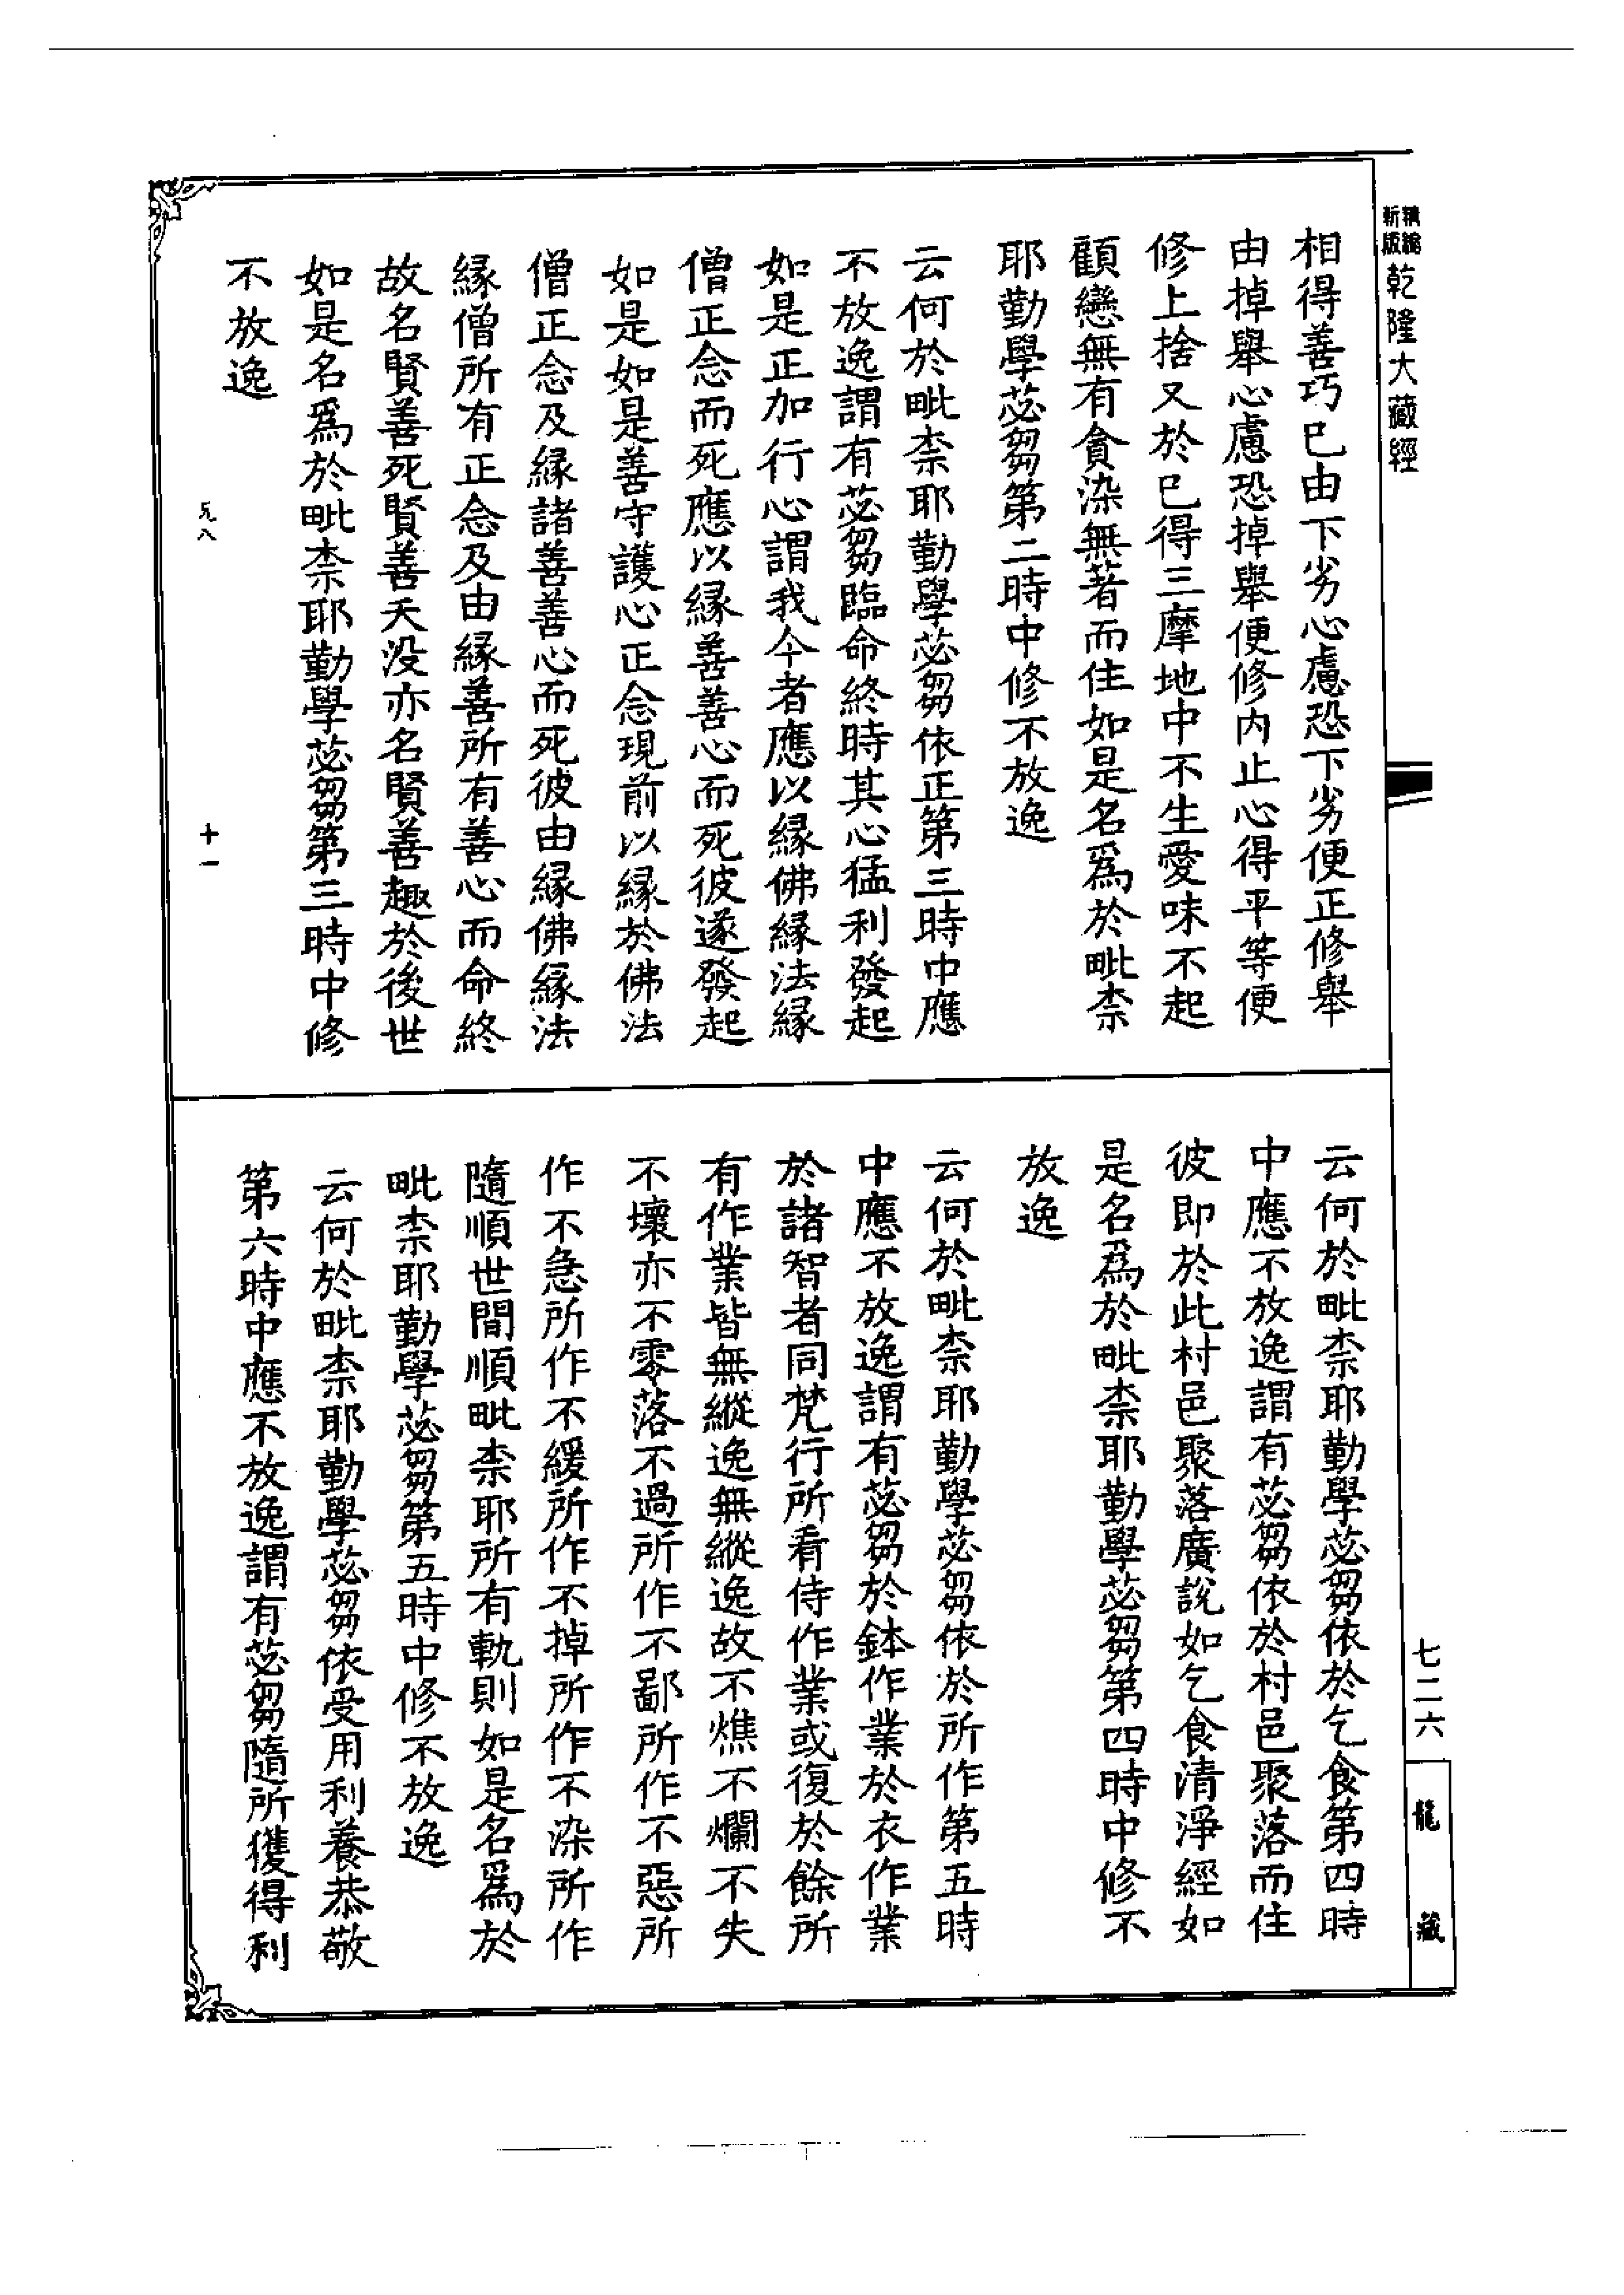 新版
精縮
乾隆大藏經
相得善巧已由下劣心慮恐下劣便正修舉
由掉舉心慮恐掉舉便修內止心得平等便
修上捨又於已得三摩地中不生愛味不起
顧戀無有貪染無著而住如是名爲於毗柰
耶勤學苾芻第二時中修不放逸
云何於毗柰耶勤學苾芻依正第三時中應
不放逸謂有苾芻臨命終時其心猛利發起
如是正加行心謂我今者應以緣佛緣法緣
僧正念而死應以緣善善心而死彼遂發起
如是如是善守護心正念現前以緣於佛法
僧正念及緣諸善善心而死彼由緣佛緣法
緣僧所有正念及由緣善所有善心而命終
故名賢善死賢善夭没亦名賢善趣於後世
如是名爲於毗柰耶勤學苾芻第三時中修
不放逸
十一
云何於毗柰耶勤學苾芻依於乞食第四時
中應不放逸謂有苾芻依於村邑聚落而住
彼即於此村邑聚落廣說如乞食清淨經如
是名爲於毗柰耶勤學苾芻第四時中修不
放逸
云何於毗柰耶勤學苾芻依於所作第五時
中應不放逸謂有苾芻於鉢作業於衣作業
於諸智者同梵行所看侍作業或復於餘所
有作業皆無縱逸無縱逸故不燋不爛不失
不壞亦不零落不過所作不鄙所作不惡所
作不急所作不緩所作不掉所作不染所作
隨順世間順毗柰耶所有軌則如是名爲於
毗柰耶勤學苾芻第五時中修不放逸
云何於毗柰耶勤學苾芻依受用利養恭敬
第六時中應不放逸謂有苾芻隨所獲得利
七二六
龍藏